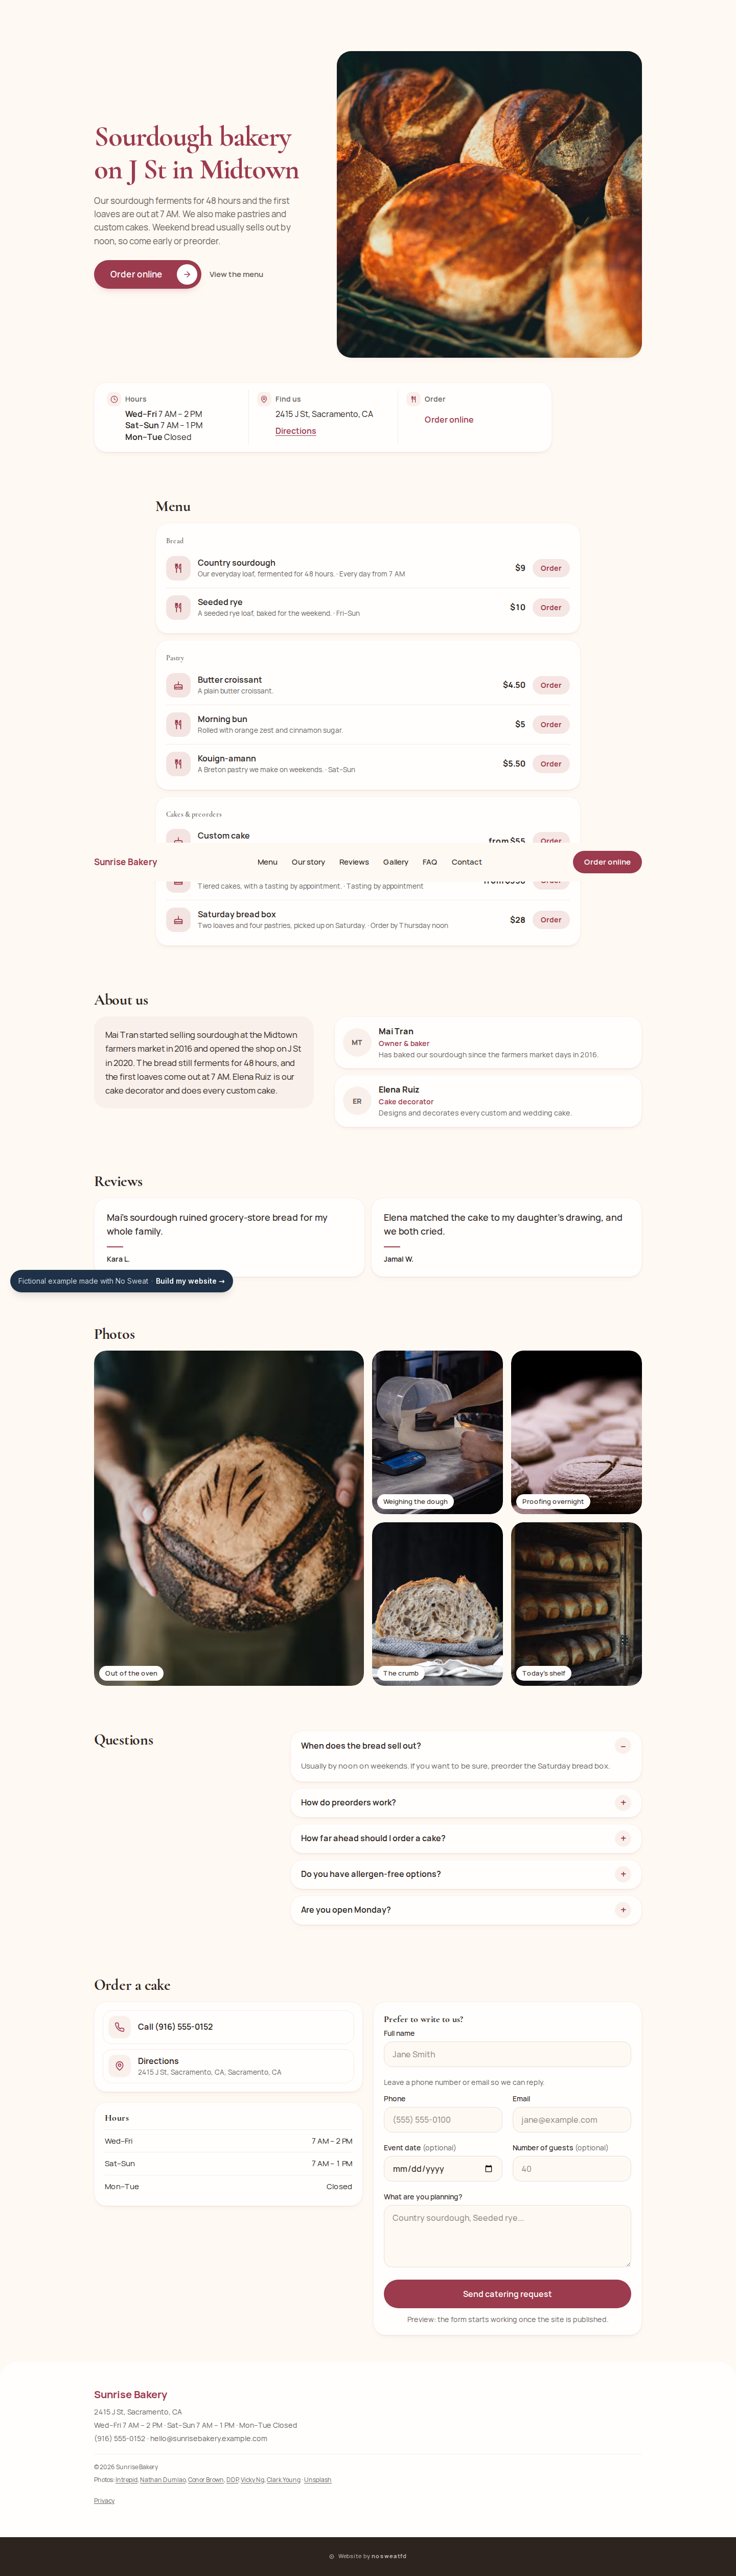 Sourdough bakery
on J St in Midtown
Our sourdough ferments for 48 hours and the first
loaves are out at 7 AM. We also make pastries and
custom cakes. Weekend bread usually sells out by
noon, so come early or preorder.
Order online
View the menu
Hours
Wed–Fri 7 AM – 2 PM
Sat–Sun 7 AM – 1 PM
Mon–Tue Closed
Find us
2415 J St, Sacramento, CA
Directions
Order
Order online
Menu
Bread
Country sourdough
Our everyday loaf, fermented for 48 hours. · Every day from 7 AM
$9
Order
Seeded rye
A seeded rye loaf, baked for the weekend. · Fri–Sun
$10
Order
Pastry
Butter croissant
A plain butter croissant.
$4.50
Order
Morning bun
Rolled with orange zest and cinnamon sugar.
$5
Order
Kouign-amann
A Breton pastry we make on weekends. · Sat–Sun
$5.50
Order
Cakes & preorders
Custom cake
from $55
Order
Sunrise Bakery
Menu
Our story
Reviews
Gallery
FAQ
Contact
Order online
Tiered cakes, with a tasting by appointment. · Tasting by appointment
Saturday bread box
Two loaves and four pastries, picked up on Saturday. · Order by Thursday noon
$28
Order
About us
Mai Tran started selling sourdough at the Midtown
farmers market in 2016 and opened the shop on J St
in 2020. The bread still ferments for 48 hours, and
the first loaves come out at 7 AM. Elena Ruiz is our
cake decorator and does every custom cake.
MT
Mai Tran
Owner & baker
Has baked our sourdough since the farmers market days in 2016.
ER
Elena Ruiz
Cake decorator
Designs and decorates every custom and wedding cake.
Reviews
Mai's sourdough ruined grocery-store bread for my
whole family.
Kara L.
Elena matched the cake to my daughter's drawing, and
we both cried.
Jamal W.
Fictional example made with No Sweat · Build my website →
Photos
Out of the oven
Weighing the dough
Proofing overnight
The crumb
Today's shelf
Questions
When does the bread sell out?
Usually by noon on weekends. If you want to be sure, preorder the Saturday bread box.
How do preorders work?
How far ahead should I order a cake?
Do you have allergen-free options?
Are you open Monday?
Order a cake
Call (916) 555-0152
Directions
2415 J St, Sacramento, CA, Sacramento, CA
Hours
Wed–Fri 7 AM – 2 PM
Sat–Sun 7 AM – 1 PM
Mon–Tue Closed
Prefer to write to us?
Full name
Jane Smith
Leave a phone number or email so we can reply.
Phone
(555) 555-0100
Email
jane@example.com
Event date (optional)
mm/dd/yyyy
Number of guests (optional)
40
What are you planning?
Country sourdough, Seeded rye...
Send catering request
Preview: the form starts working once the site is published.
Sunrise Bakery
2415 J St, Sacramento, CA
Wed–Fri 7 AM – 2 PM · Sat–Sun 7 AM – 1 PM · Mon–Tue Closed
(916) 555-0152 · hello@sunrisebakery.example.com
© 2026 Sunrise Bakery
Photos: Intrepid, Nathan Dumlao, Conor Brown, DDP, Vicky Ng, Clark Young · Unsplash
Privacy
Website by nosweatfd